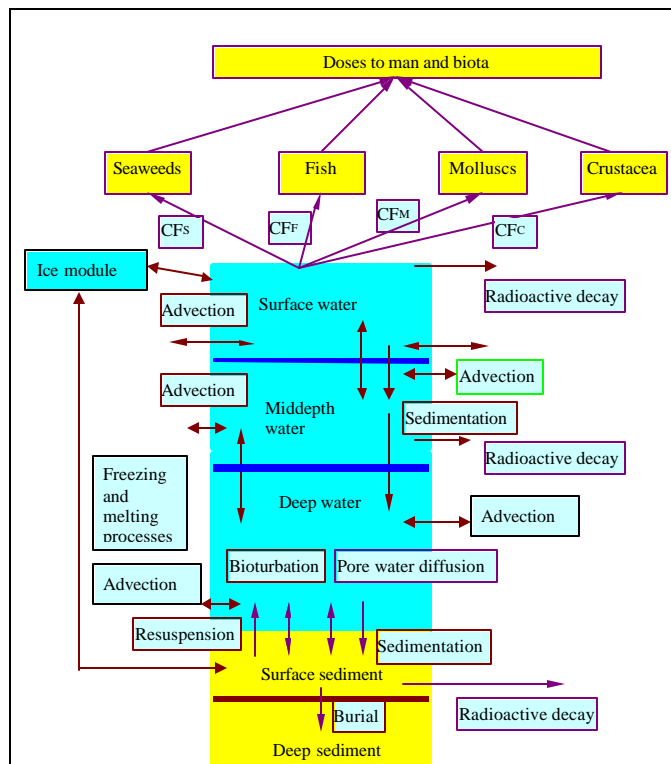 Doses to man and biota
Seaweeds
Fish
Molluscs
Crustacea
CFS
CFF
CFM
CFC
Ice module
Surface water
Radioactive decay
Advection
Advection
Advection
Middepth
water
Sedimentation
Radioactive decay
Freezing
and
melting
processes
Deep water
Advection
Bioturbation
Pore water diffusion
Advection
Resuspension
Sedimentation
Surface sediment
Burial
Radioactive decay
Deep sediment